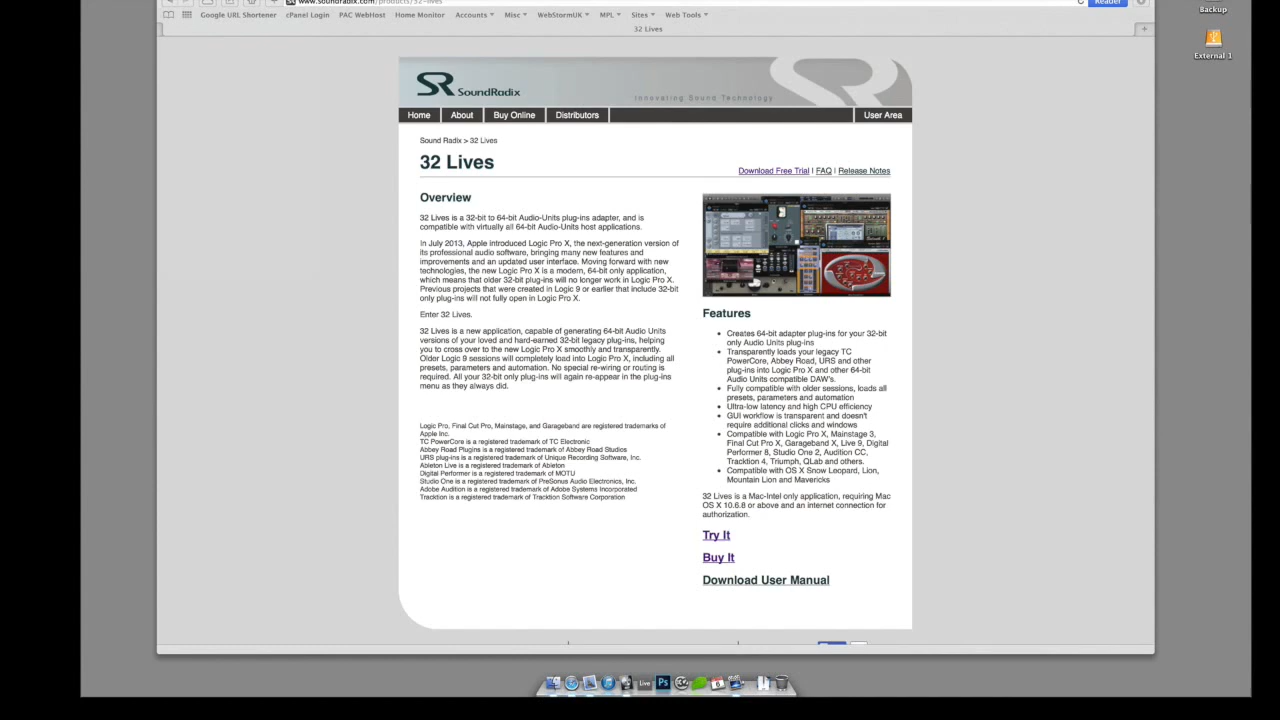 Backup
www.soundradix.com/products/32-lives
Reader
Google URL Shortener cPanel Login PAC WebHost Home Monitor Accounts Misc WebStormUK MPL Sites Web Tools
32 Lives
External 1
SR SoundRadix
Innovating Sound Technology
Home About Buy Online Distributors User Area
Sound Radix > 32 Lives
32 Lives
Download Free Trial | FAQ | Release Notes
Overview
32 Lives is a 32-bit to 64-bit Audio-Units plug-ins adapter, and is
compatible with virtually all 64-bit Audio-Units host applications.
In July 2013, Apple introduced Logic Pro X, the next-generation version of
its professional audio software, bringing many new features and
improvements and an updated user interface. Moving forward with new
technologies, the new Logic Pro X is a modern, 64-bit only application,
which means that older 32-bit plug-ins will no longer work in Logic Pro X.
Previous projects that were created in Logic 9 or earlier that include 32-bit
only plug-ins will not fully open in Logic Pro X.
Enter 32 Lives.
32 Lives is a new application, capable of generating 64-bit Audio Units
versions of your loved and hard-earned 32-bit legacy plug-ins, helping
you to cross over to the new Logic Pro X smoothly and transparently.
Older Logic 9 sessions will completely load into Logic Pro X, including all
presets, parameters and automation. No special re-wiring or routing is
required. All your 32-bit only plug-ins will again re-appear in the plug-ins
menu as they always did.
Logic Pro, Final Cut Pro, Mainstage, and Garageband are registered trademarks of
Apple Inc.
TC PowerCore is a registered trademark of TC Electronic
Abbey Road Plugins is a registered trademark of Abbey Road Studios
URS plug-ins is a registered trademark of Unique Recording Software, Inc.
Ableton Live is a registered trademark of Ableton
Digital Performer is a registered trademark of MOTU
Studio One is a registered trademark of PreSonus Audio Electronics, Inc.
Adobe Audition is a registered trademark of Adobe Systems Incorporated
Tracktion is a registered trademark of Tracktion Software Corporation
Features
• Creates 64-bit adapter plug-ins for your 32-bit
only Audio Units plug-ins
• Transparently loads your legacy TC
PowerCore, Abbey Road, URS and other
plug-ins into Logic Pro X and other 64-bit
Audio Units compatible DAW's.
• Fully compatible with older sessions, loads all
presets, parameters and automation
• Ultra-low latency and high CPU efficiency
• GUI workflow is transparent and doesn't
require additional clicks and windows
• Compatible with Logic Pro X, Mainstage 3,
Final Cut Pro X, Garageband X, Live 9, Digital
Performer 8, Studio One 2, Audition CC,
Tracktion 4, Triumph, QLab and others.
• Compatible with OS X Snow Leopard, Lion,
Mountain Lion and Mavericks
32 Lives is a Mac-Intel only application, requiring Mac
OS X 10.6.8 or above and an internet connection for
authorization.
Try It
Buy It
Download User Manual
Live
Ps
6